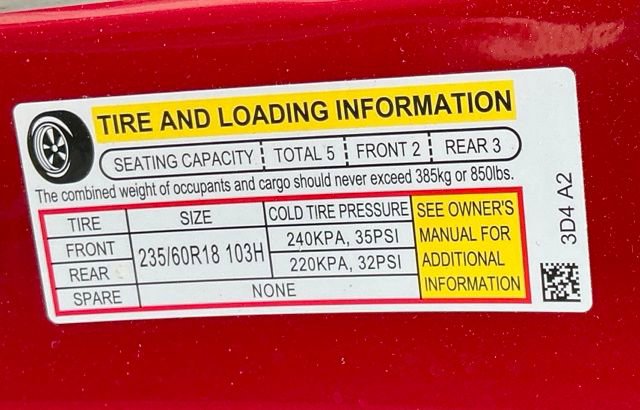 TIRE AND LOADING INFORMATION
SEATING CAPACITY TOTAL 5 FRONT 2 REAR 3
The combined weight of occupants and cargo should never exceed 385kg or 850lbs.
TIRE SIZE COLD TIRE PRESSURE
FRONT 235/60R18 103H 240KPA, 35PSI
REAR 220KPA, 32PSI
SPARE NONE
SEE OWNER'S
MANUAL FOR
ADDITIONAL
INFORMATION
3D4 A2